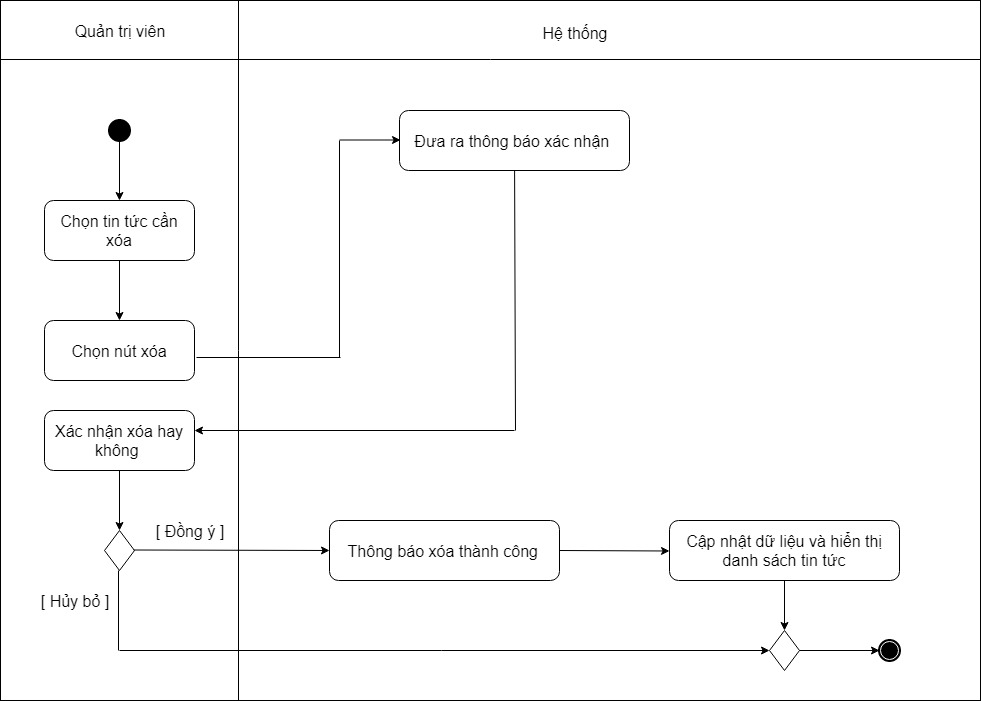 Quản trị viên
Hệ thống
Đưa ra thông báo xác nhận
Chọn tin tức cần
xóa
Chọn nút xóa
Xác nhận xóa hay
không
[ Đồng ý ]
Thông báo xóa thành công
Cập nhật dữ liệu và hiển thị
danh sách tin tức
[ Hủy bỏ ]